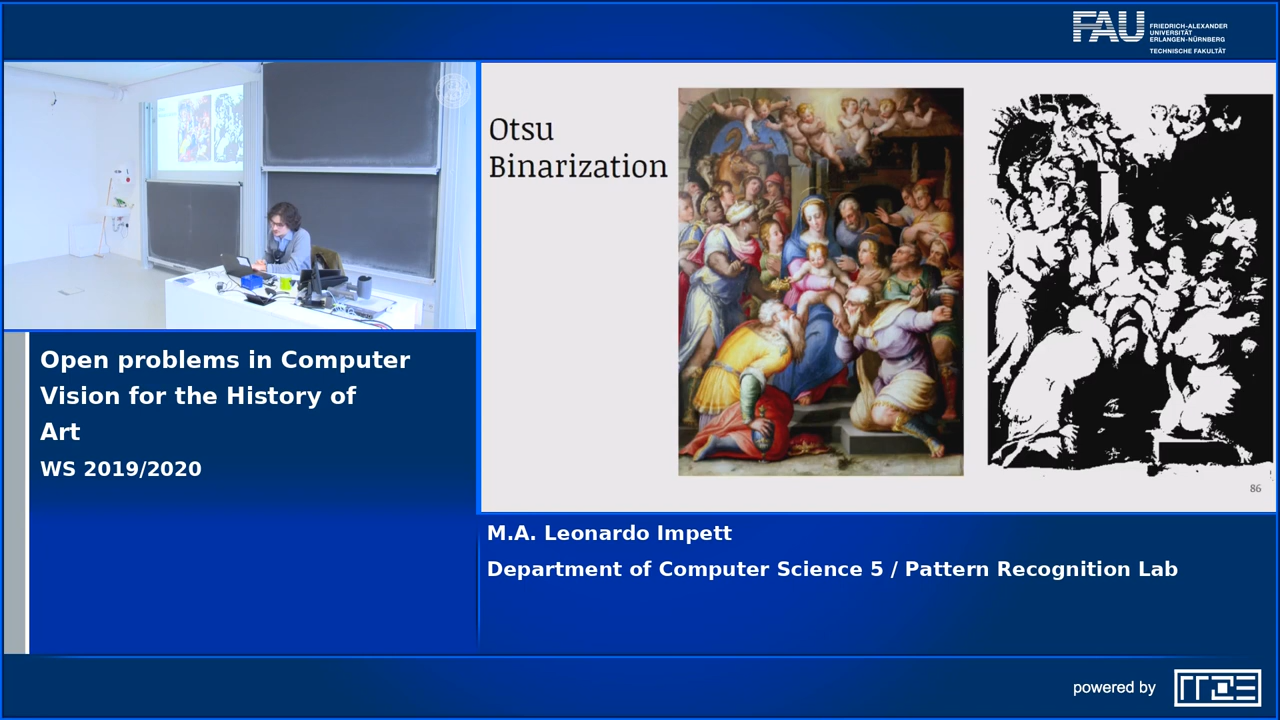 FAU
FRIEDRICH-ALEXANDER
UNIVERSITÄT
ERLANGEN-NÜRNBERG
TECHNISCHE FAKULTÄT
Otsu
Binarization
86
Open problems in Computer
Vision for the History of
Art
WS 2019/2020
M.A. Leonardo Impett
Department of Computer Science 5 / Pattern Recognition Lab
powered by